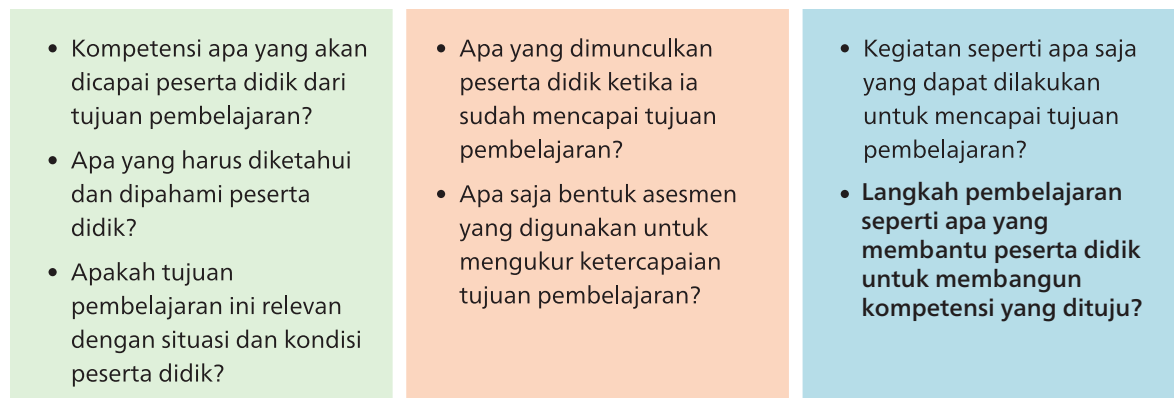 • Kompetensi apa yang akan
dicapai peserta didik dari
tujuan pembelajaran?
• Apa yang harus diketahui
dan dipahami peserta
didik?
• Apakah tujuan
pembelajaran ini relevan
dengan situasi dan kondisi
peserta didik?
• Apa yang dimunculkan
peserta didik ketika ia
sudah mencapai tujuan
pembelajaran?
• Apa saja bentuk asesmen
yang digunakan untuk
mengukur ketercapaian
tujuan pembelajaran?
• Kegiatan seperti apa saja
yang dapat dilakukan
untuk mencapai tujuan
pembelajaran?
• Langkah pembelajaran
seperti apa yang
membantu peserta didik
untuk membangun
kompetensi yang dituju?